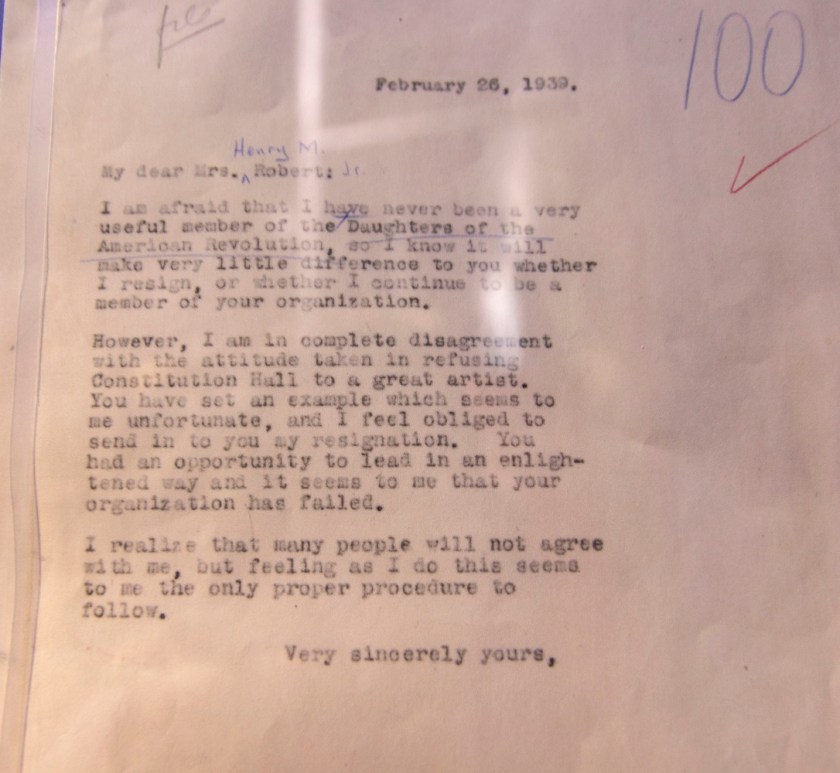 file
100
February 26, 1939.
Henry M.
My dear Mrs. Robert: Jr.
I am afraid that I have never been a very
useful member of the Daughters of the
American Revolution, so I know it will
make very little difference to you whether
I resign, or whether I continue to be a
member of your organization.
However, I am in complete disagreement
with the attitude taken in refusing
Constitution Hall to a great artist.
You have set an example which seems to
me unfortunate, and I feel obliged to
send in to you my resignation. You
had an opportunity to lead in an enligh-
tened way and it seems to me that your
organization has failed.
I realize that many people will not agree
with me, but feeling as I do this seems
to me the only proper procedure to
follow.
Very sincerely yours,